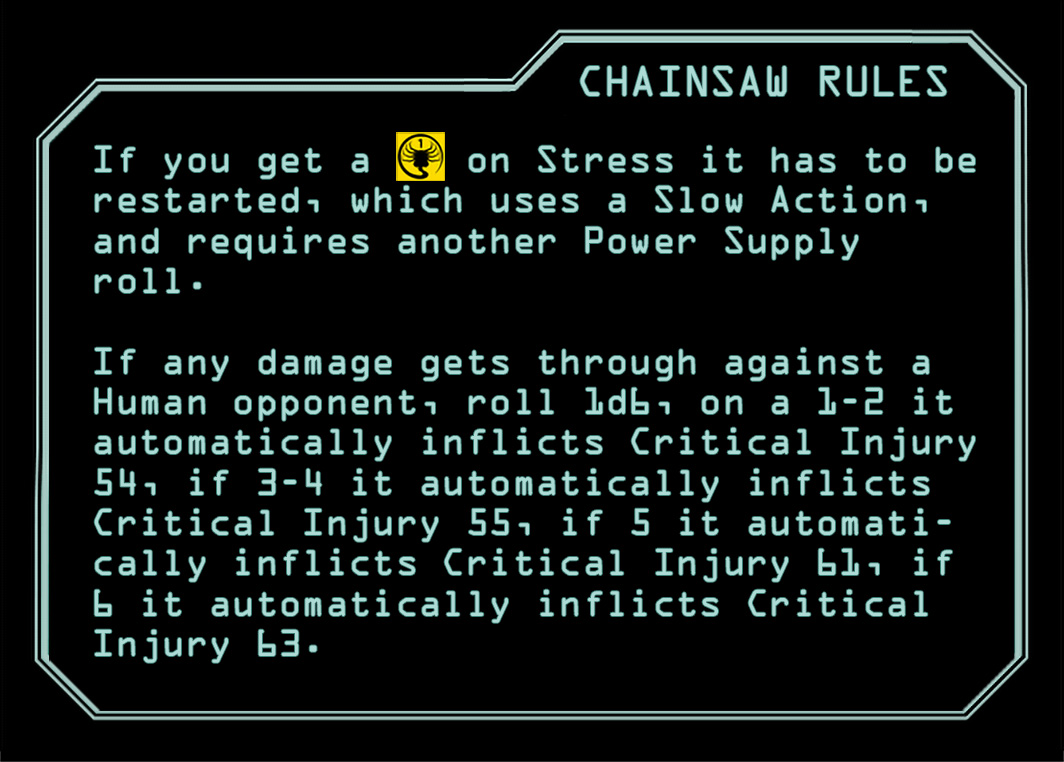 CHAINSAW RULES
If you get a 1 on Stress it has to be
restarted, which uses a Slow Action,
and requires another Power Supply
roll.
If any damage gets through against a
Human opponent, roll 1d6, on a 1-2 it
automatically inflicts Critical Injury
54, if 3-4 it automatically inflicts
Critical Injury 55, if 5 it automati-
cally inflicts Critical Injury 61, if
6 it automatically inflicts Critical
Injury 63.